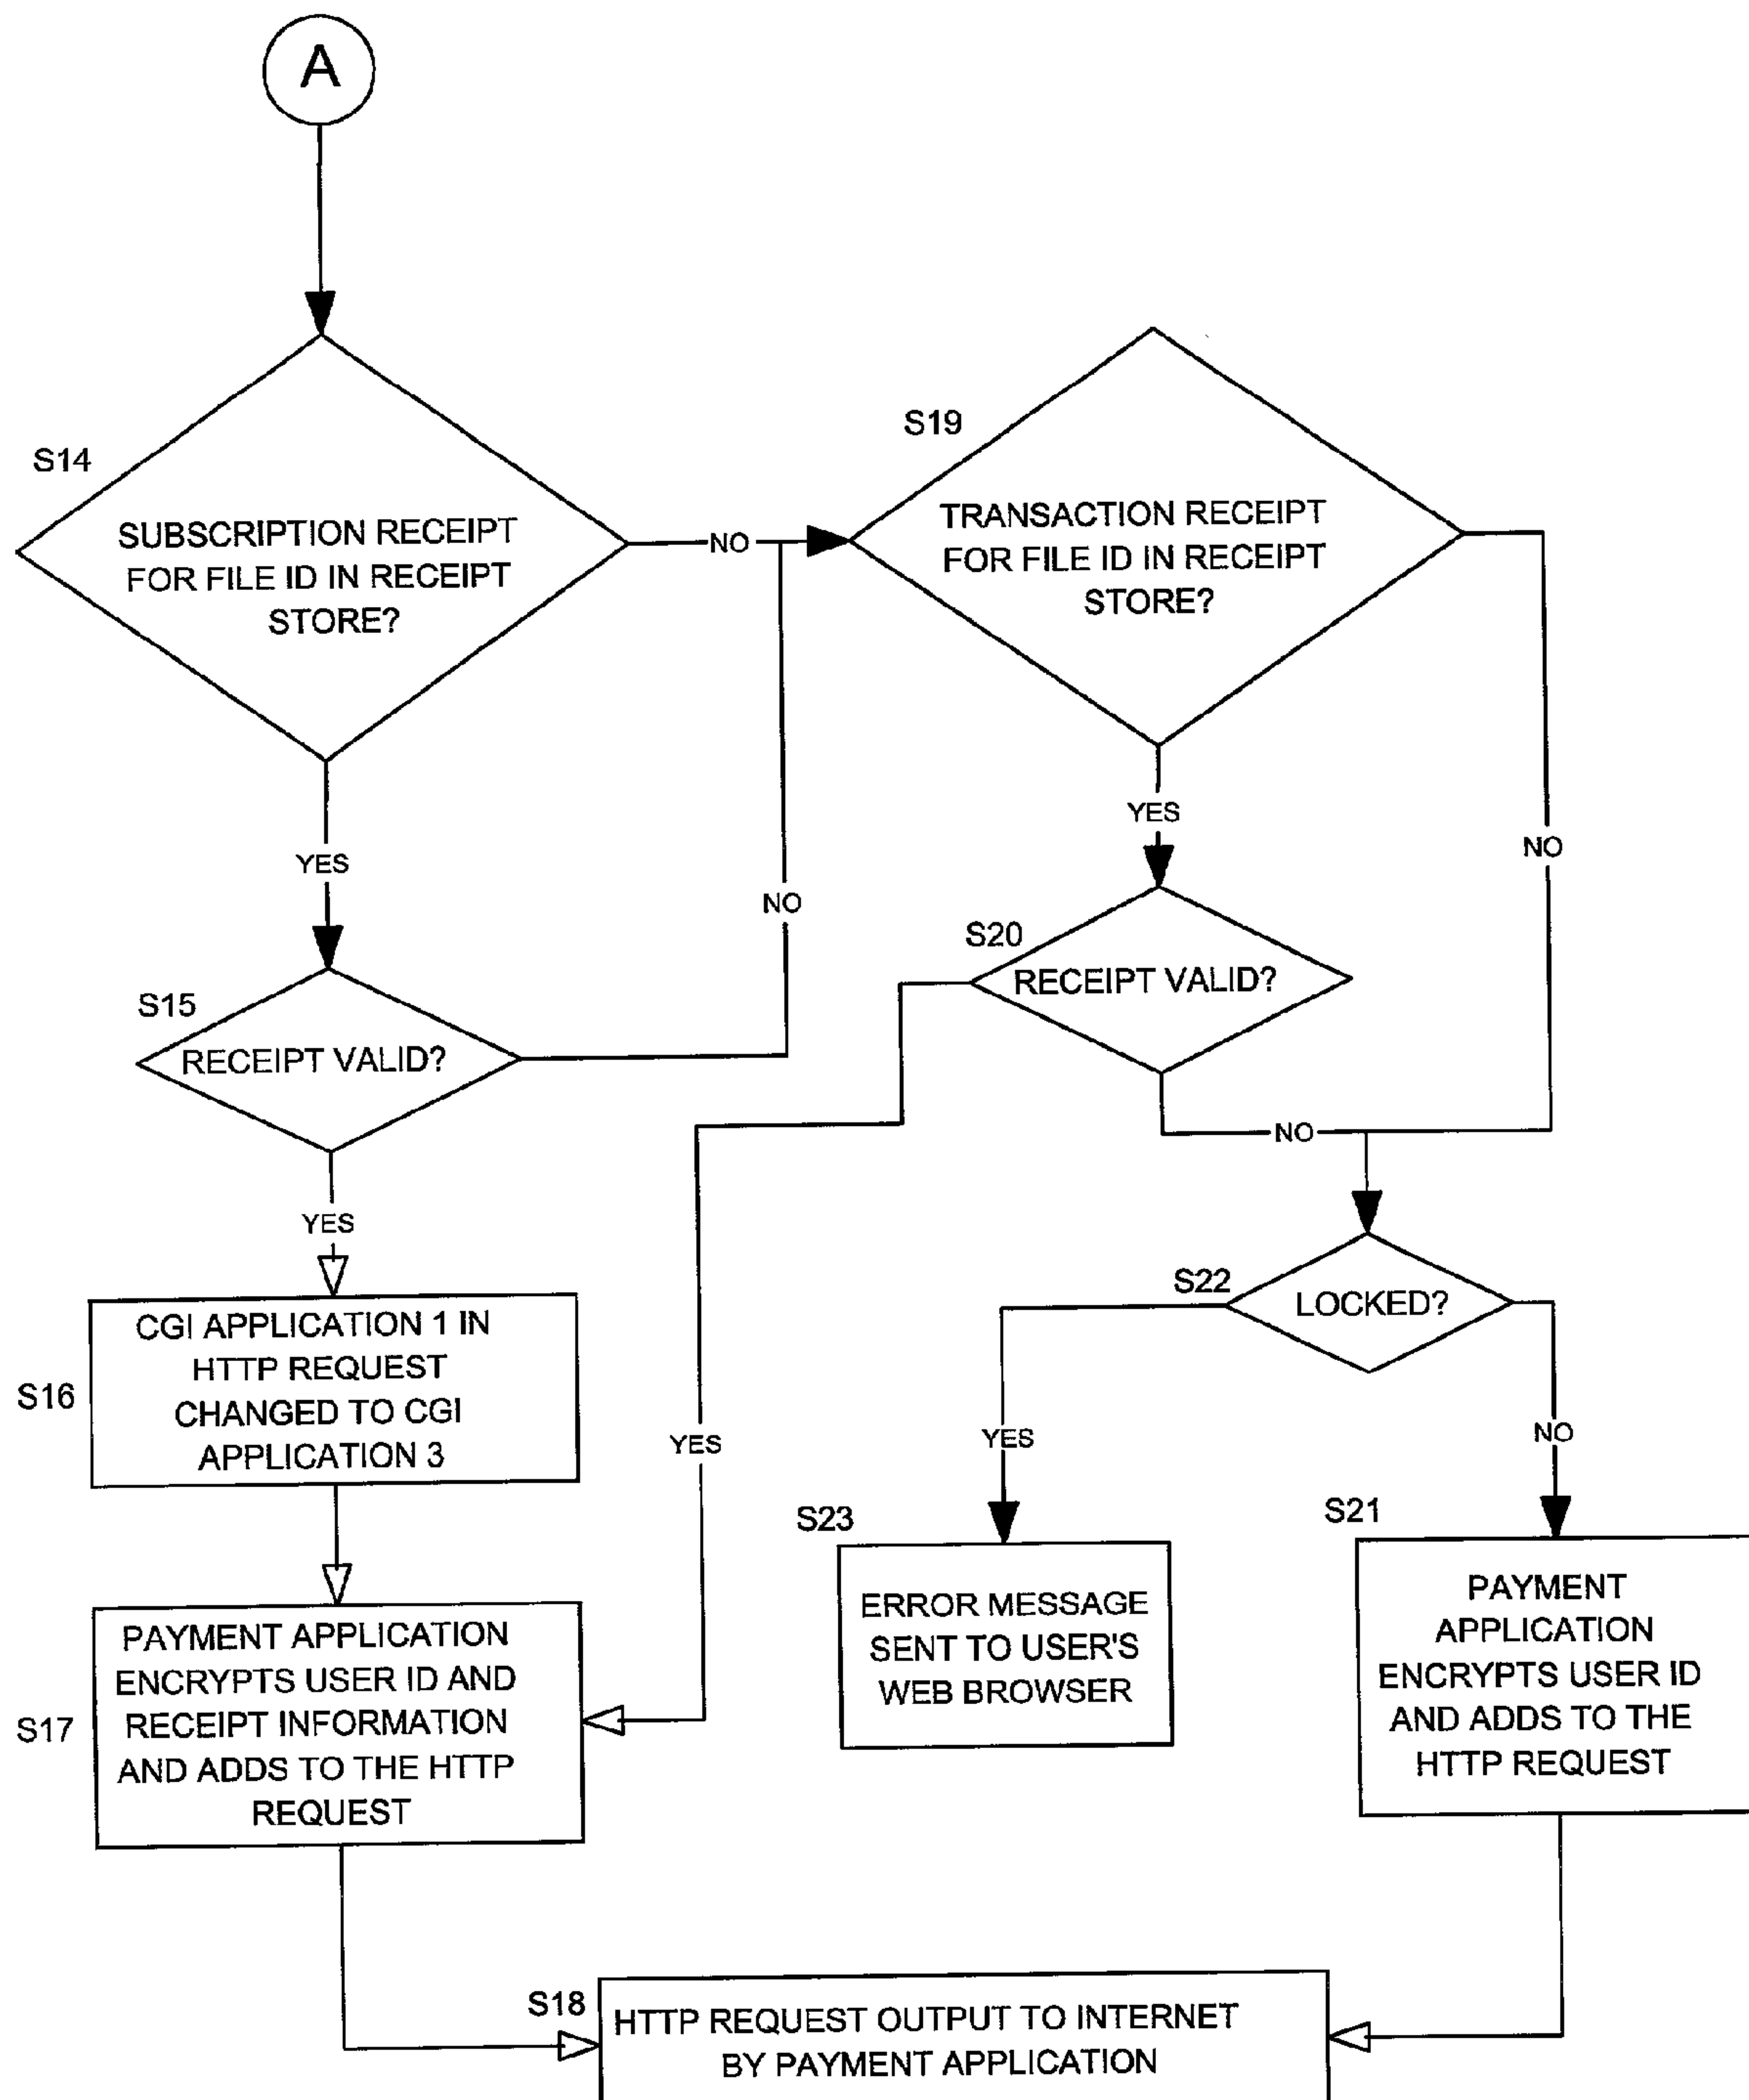 A
S14
SUBSCRIPTION RECEIPT
FOR FILE ID IN RECEIPT
STORE?
NO
S19
TRANSACTION RECEIPT
FOR FILE ID IN RECEIPT
STORE?
YES
YES
NO
NO
S15
RECEIPT VALID?
S20
RECEIPT VALID?
NO
YES
S22
LOCKED?
S16
CGI APPLICATION 1 IN
HTTP REQUEST
CHANGED TO CGI
APPLICATION 3
YES
YES
NO
S23
ERROR MESSAGE
SENT TO USER'S
WEB BROWSER
S21
PAYMENT
APPLICATION
ENCRYPTS USER ID
AND ADDS TO THE
HTTP REQUEST
S17
PAYMENT APPLICATION
ENCRYPTS USER ID AND
RECEIPT INFORMATION
AND ADDS TO THE HTTP
REQUEST
S18
HTTP REQUEST OUTPUT TO INTERNET
BY PAYMENT APPLICATION